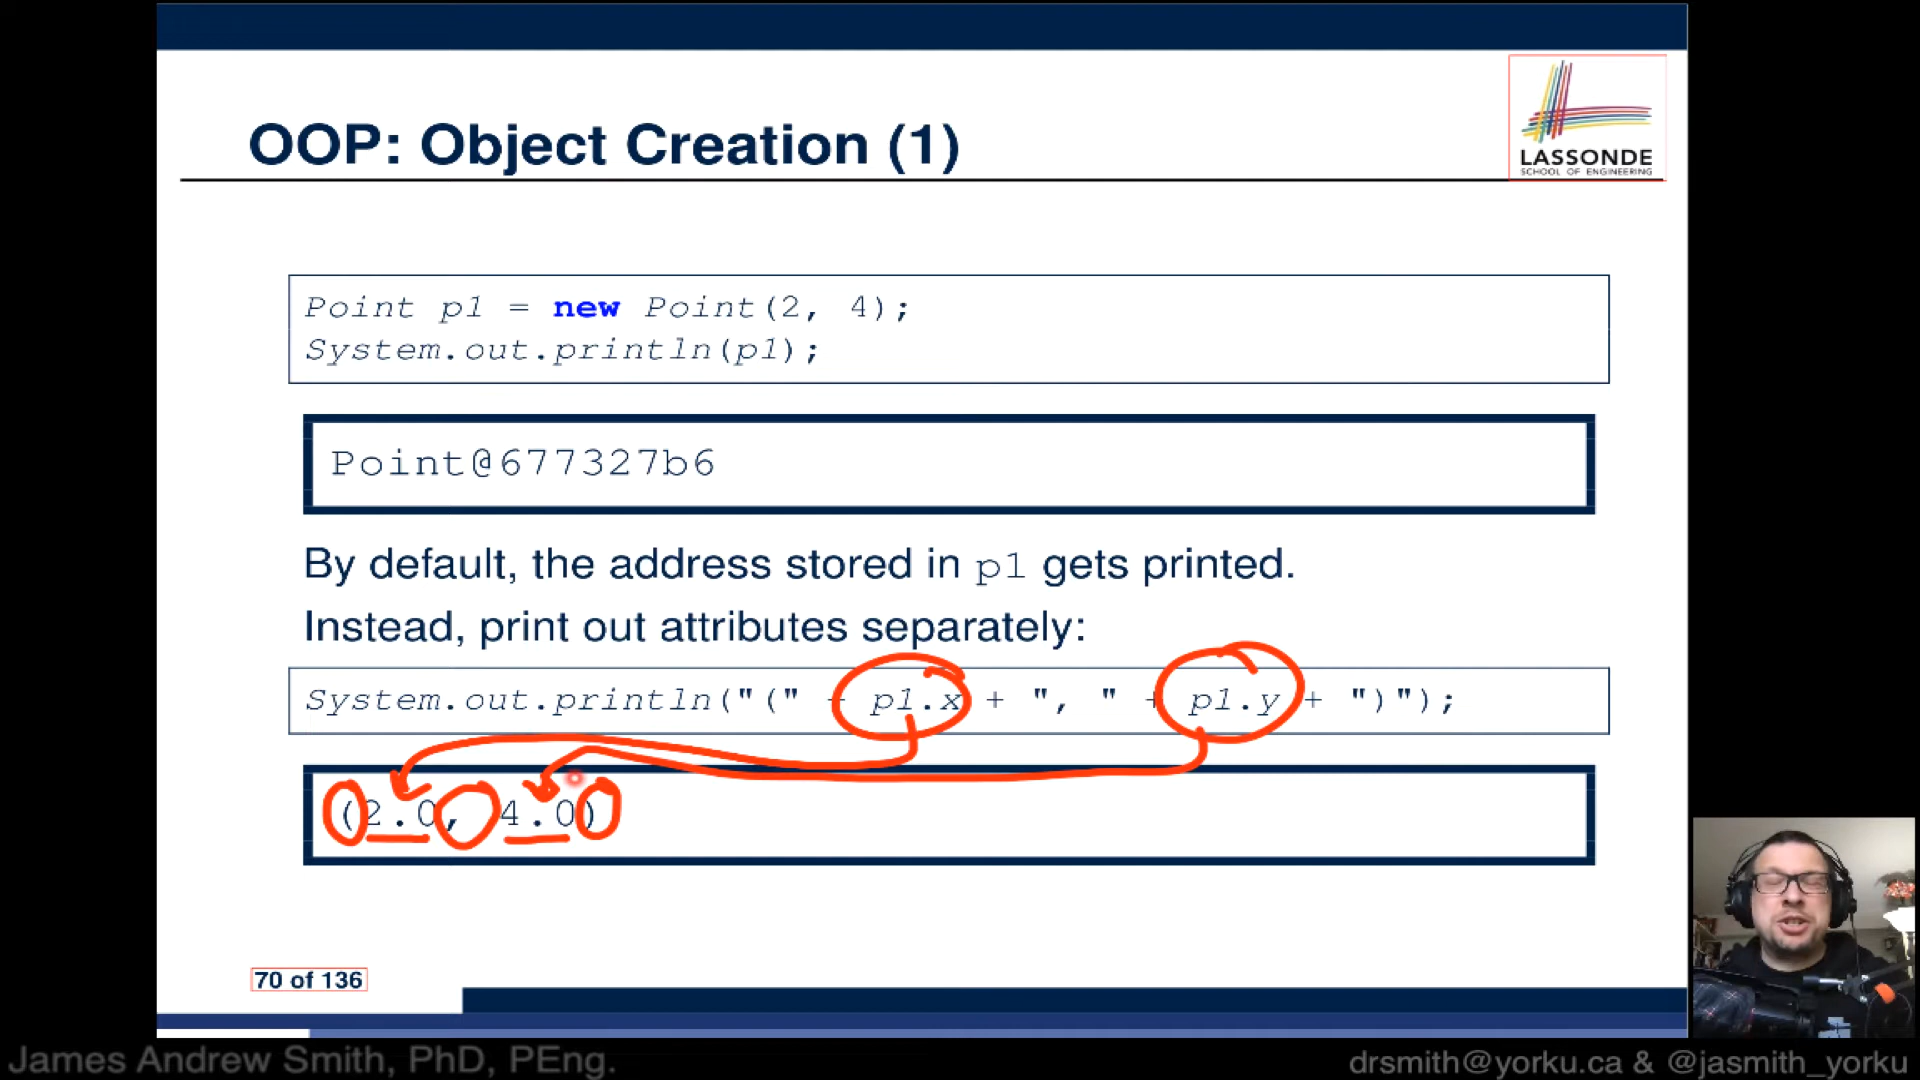 OOP: Object Creation (1)
LASSONDE
SCHOOL OF ENGINEERING
Point p1 = new Point(2, 4);
System.out.println(p1);
Point@677327b6
By default, the address stored in p1 gets printed.
Instead, print out attributes separately:
System.out.println("(" + p1.x + ", " + p1.y + ")");
(2.0, 4.0)
70 of 136
James Andrew Smith, PhD, PEng.
drsmith@yorku.ca & @jasmith_yorku